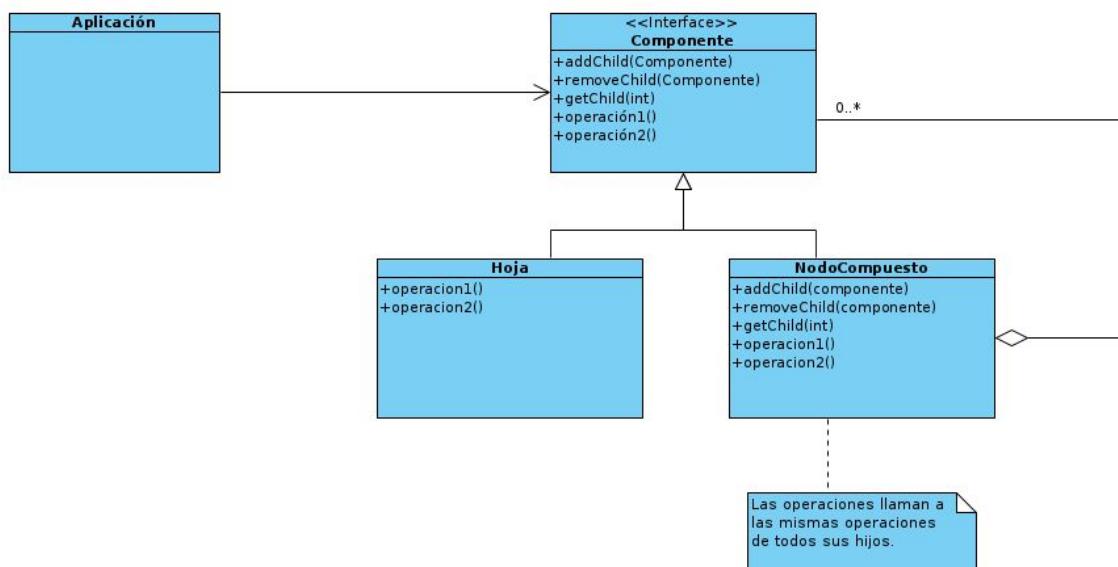 Aplicación
<<Interface>>
Componente
+addChild(Componente)
+removeChild(Componente)
+getChild(int)
+operación1()
+operación2()
0..*
Hoja
+operacion1()
+operacion2()
NodoCompuesto
+addChild(componente)
+removeChild(componente)
+getChild(int)
+operacion1()
+operacion2()
Las operaciones llaman a
las mismas operaciones
de todos sus hijos.